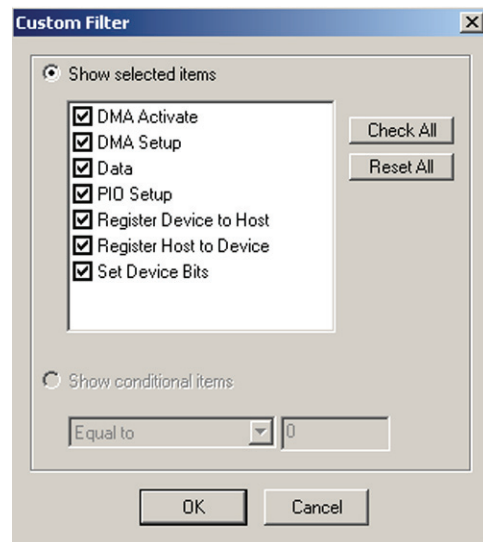 Custom Filter
Show selected items
DMA Activate
DMA Setup
Data
PIO Setup
Register Device to Host
Register Host to Device
Set Device Bits
Check All
Reset All
Show conditional items
Equal to 0
OK Cancel